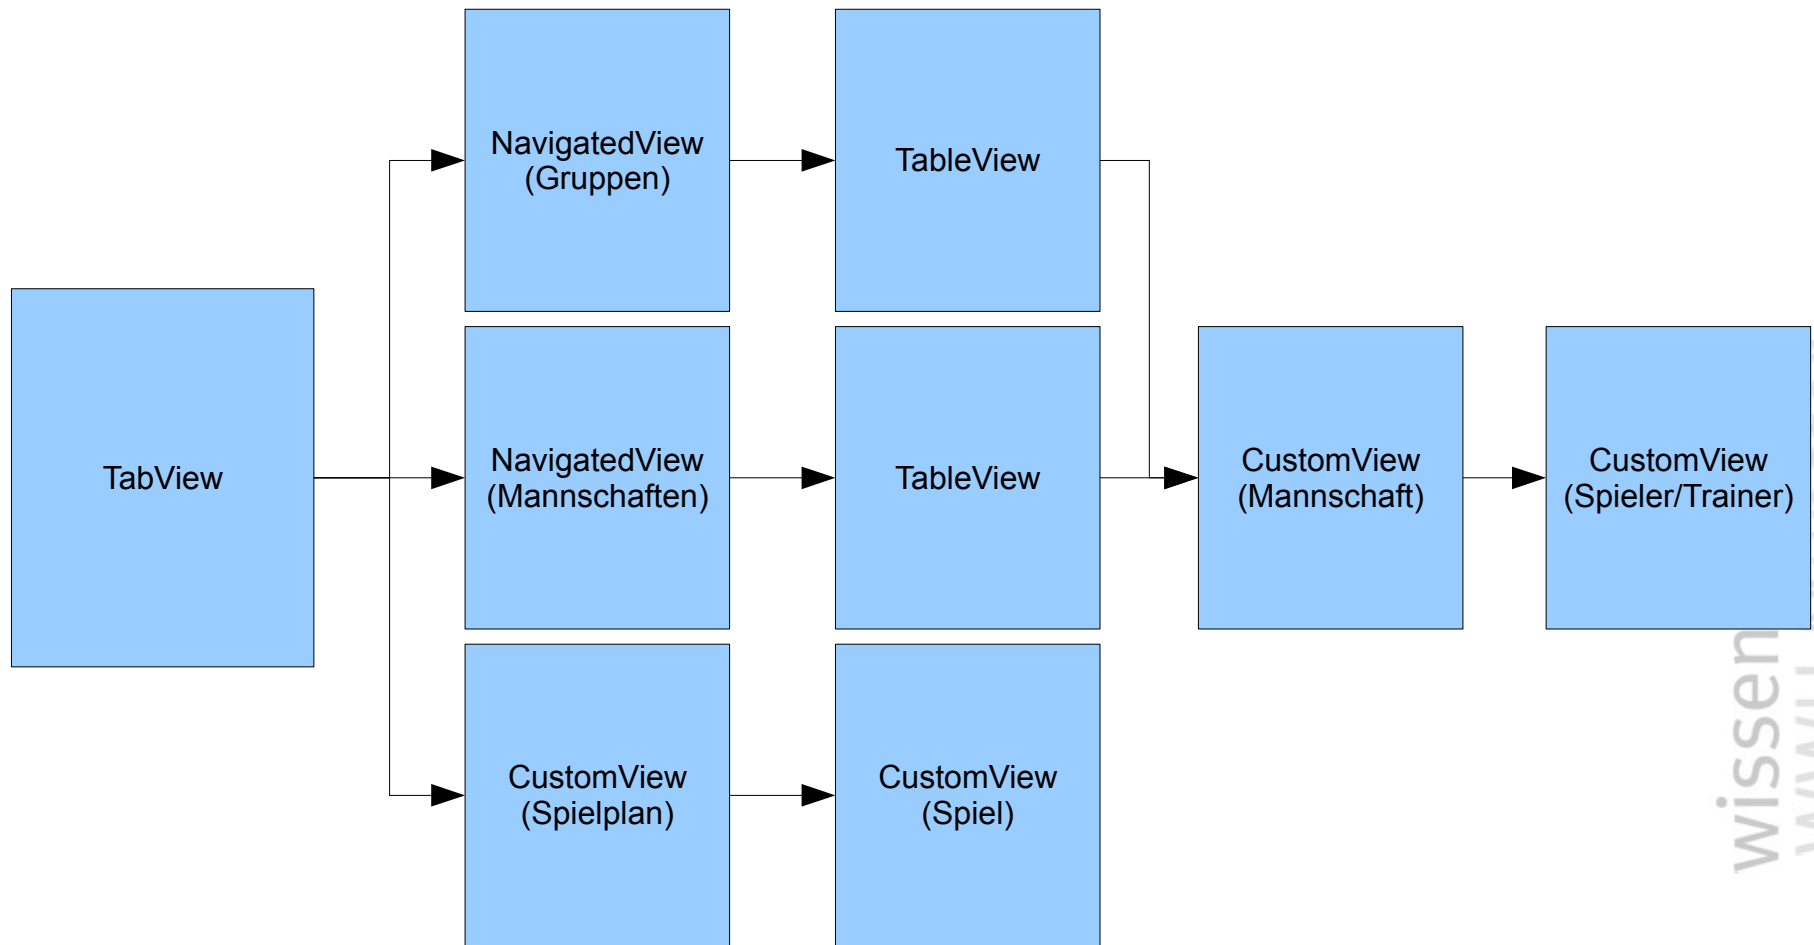 NavigatedView
(Gruppen)
TableView
TabView
NavigatedView
(Mannschaften)
TableView
CustomView
(Mannschaft)
CustomView
(Spieler/Trainer)
CustomView
(Spielplan)
CustomView
(Spiel)
wissen